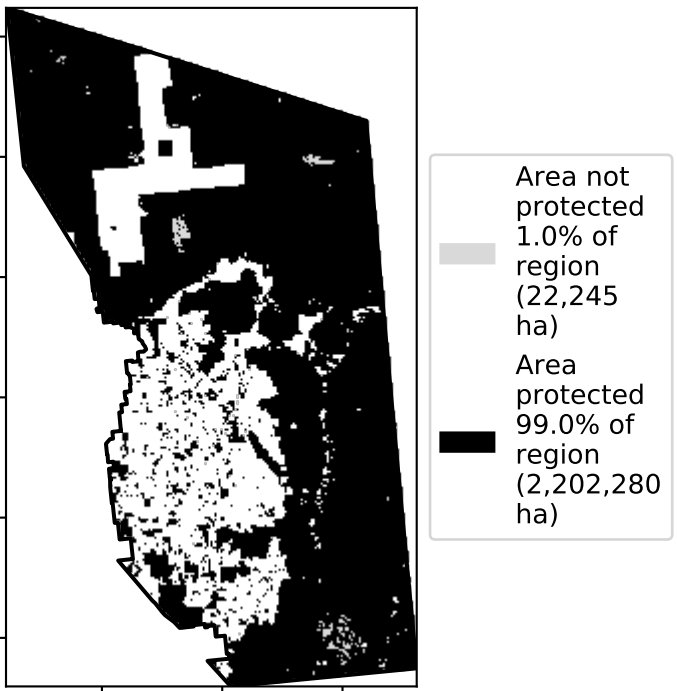 Area not
protected
1.0% of
region
(22,245
ha)
Area
protected
99.0% of
region
(2,202,280
ha)